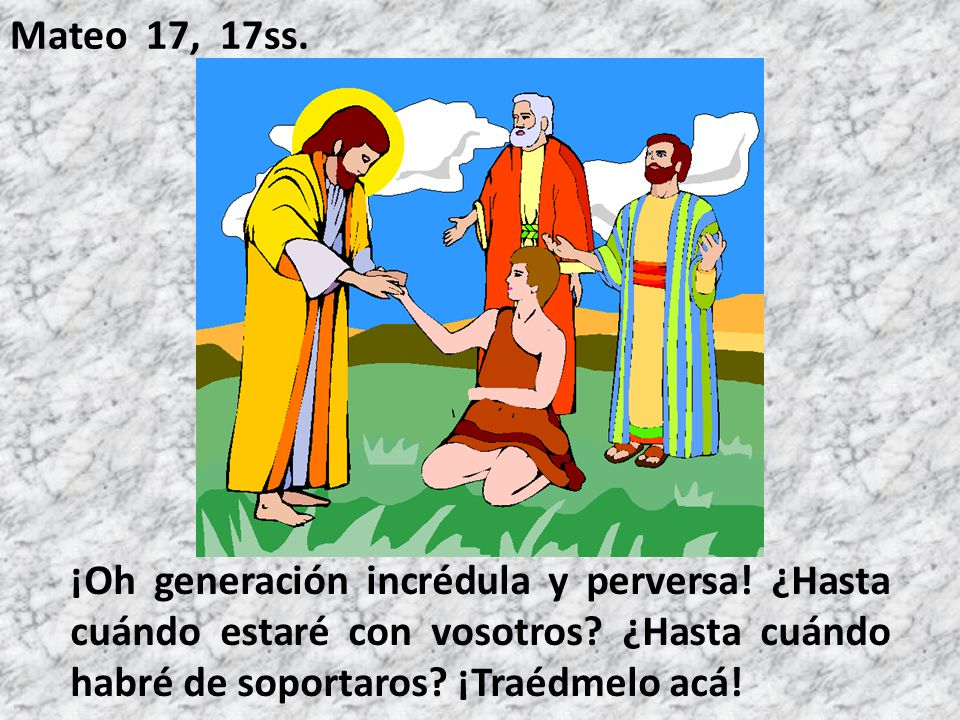 Mateo 17, 17ss.
¡Oh generación incrédula y perversa! ¿Hasta
cuándo estaré con vosotros? ¿Hasta cuándo
habré de soportaros? ¡Traédmelo acá!